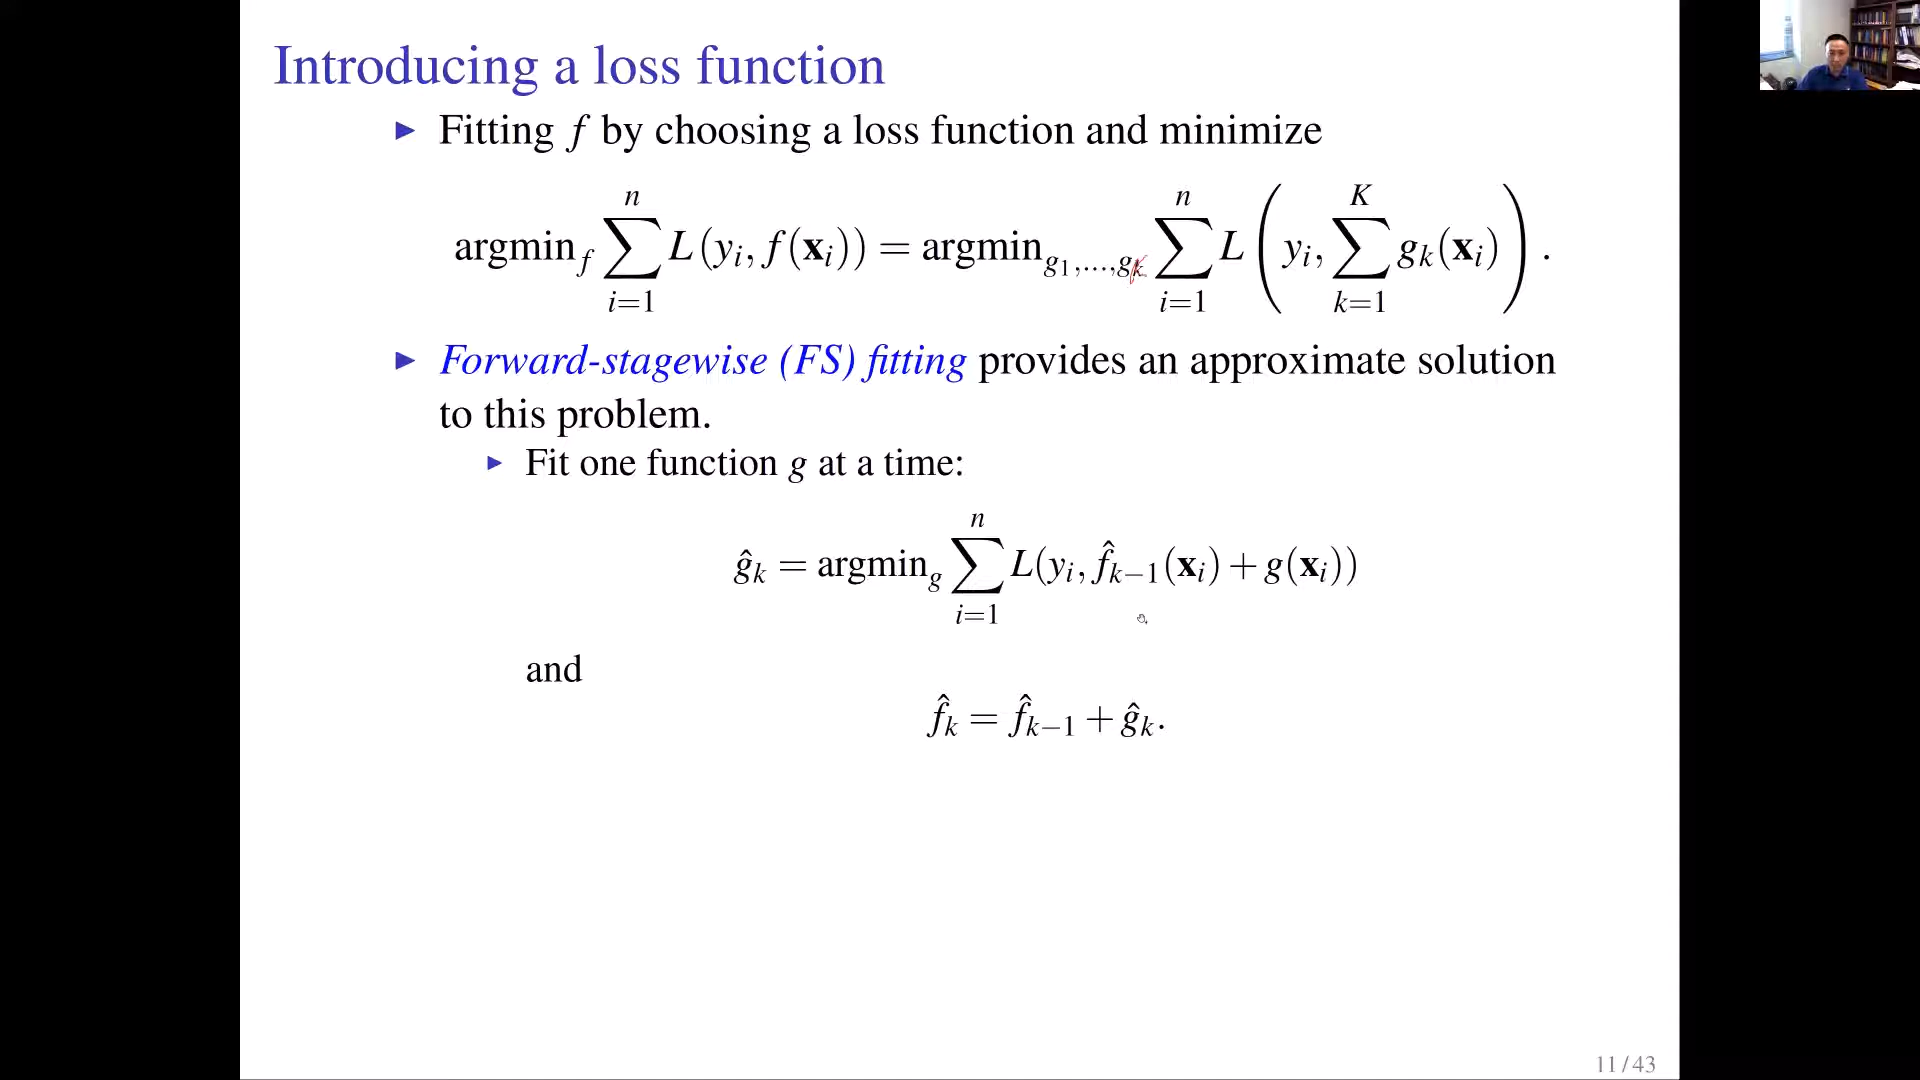 Introducing a loss function
▶ Fitting f by choosing a loss function and minimize
argmin_f ∑_{i=1}^{n} L(y_i, f(𝐱_i)) = argmin_{g_1,…,g_k} ∑_{i=1}^{n} L(y_i, ∑_{k=1}^{K} g_k(𝐱_i)).
▶ Forward-stagewise (FS) fitting provides an approximate solution
to this problem.
▶ Fit one function g at a time:
ĝ_k = argmin_g ∑_{i=1}^{n} L(y_i, f̂_{k−1}(𝐱_i) + g(𝐱_i))
and
f̂_k = f̂_{k−1} + ĝ_k.
11 / 43